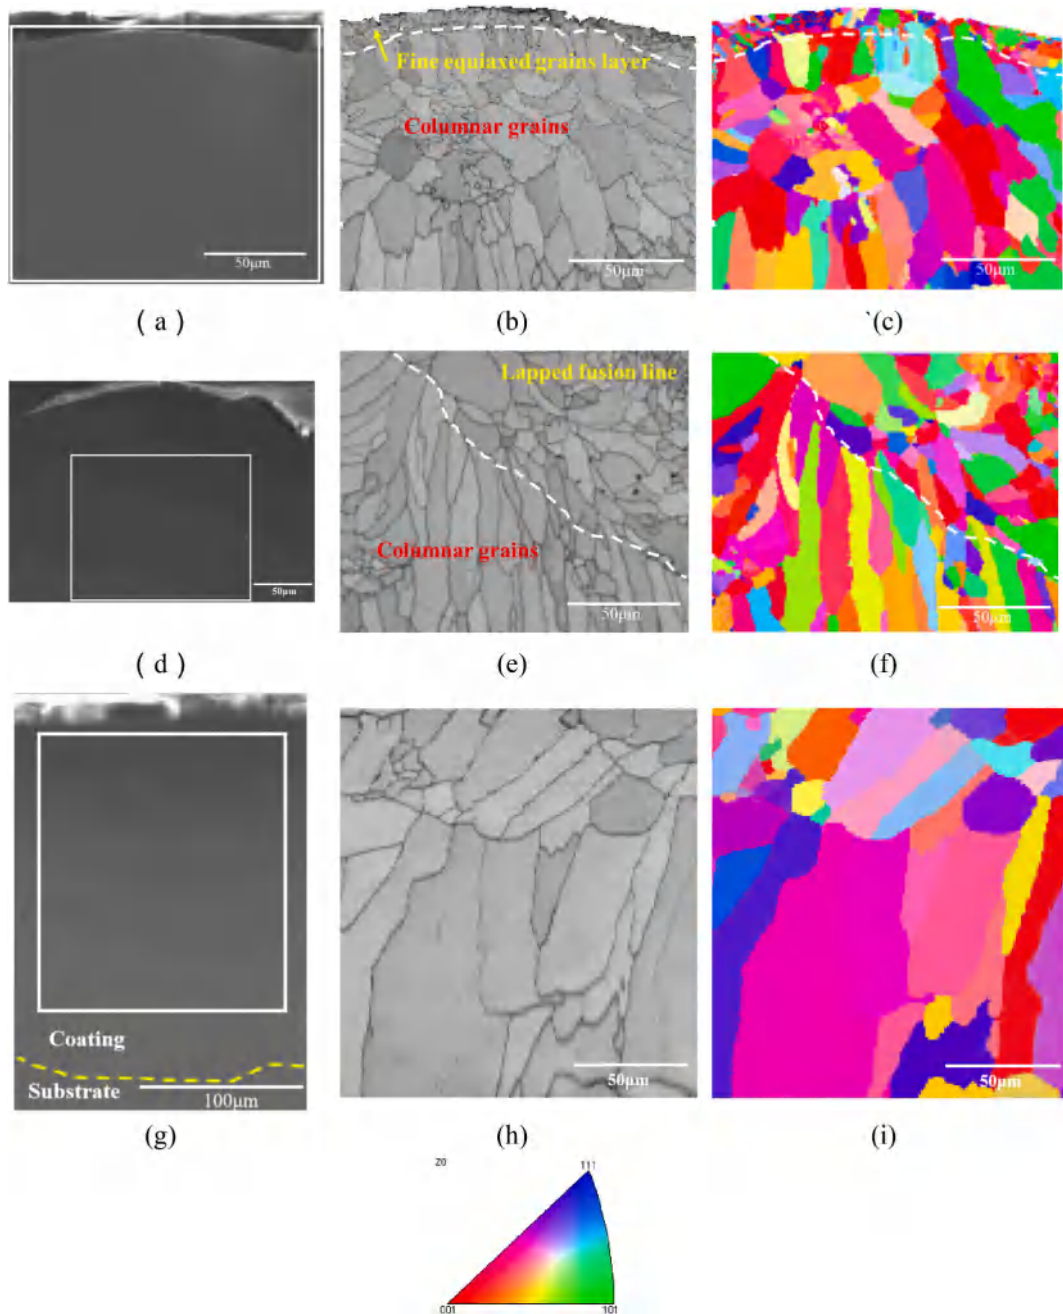 Fine equiaxed grains layer
Columnar grains
50μm
50μm
50μm
( a )
(b)
`(c)
Lapped fusion line
Columnar grains
50μm
50μm
50μm
( d )
(e)
(f)
Coating
Substrate
100μm
50μm
50μm
(g)
(h)
(i)
Z0
111
001
101